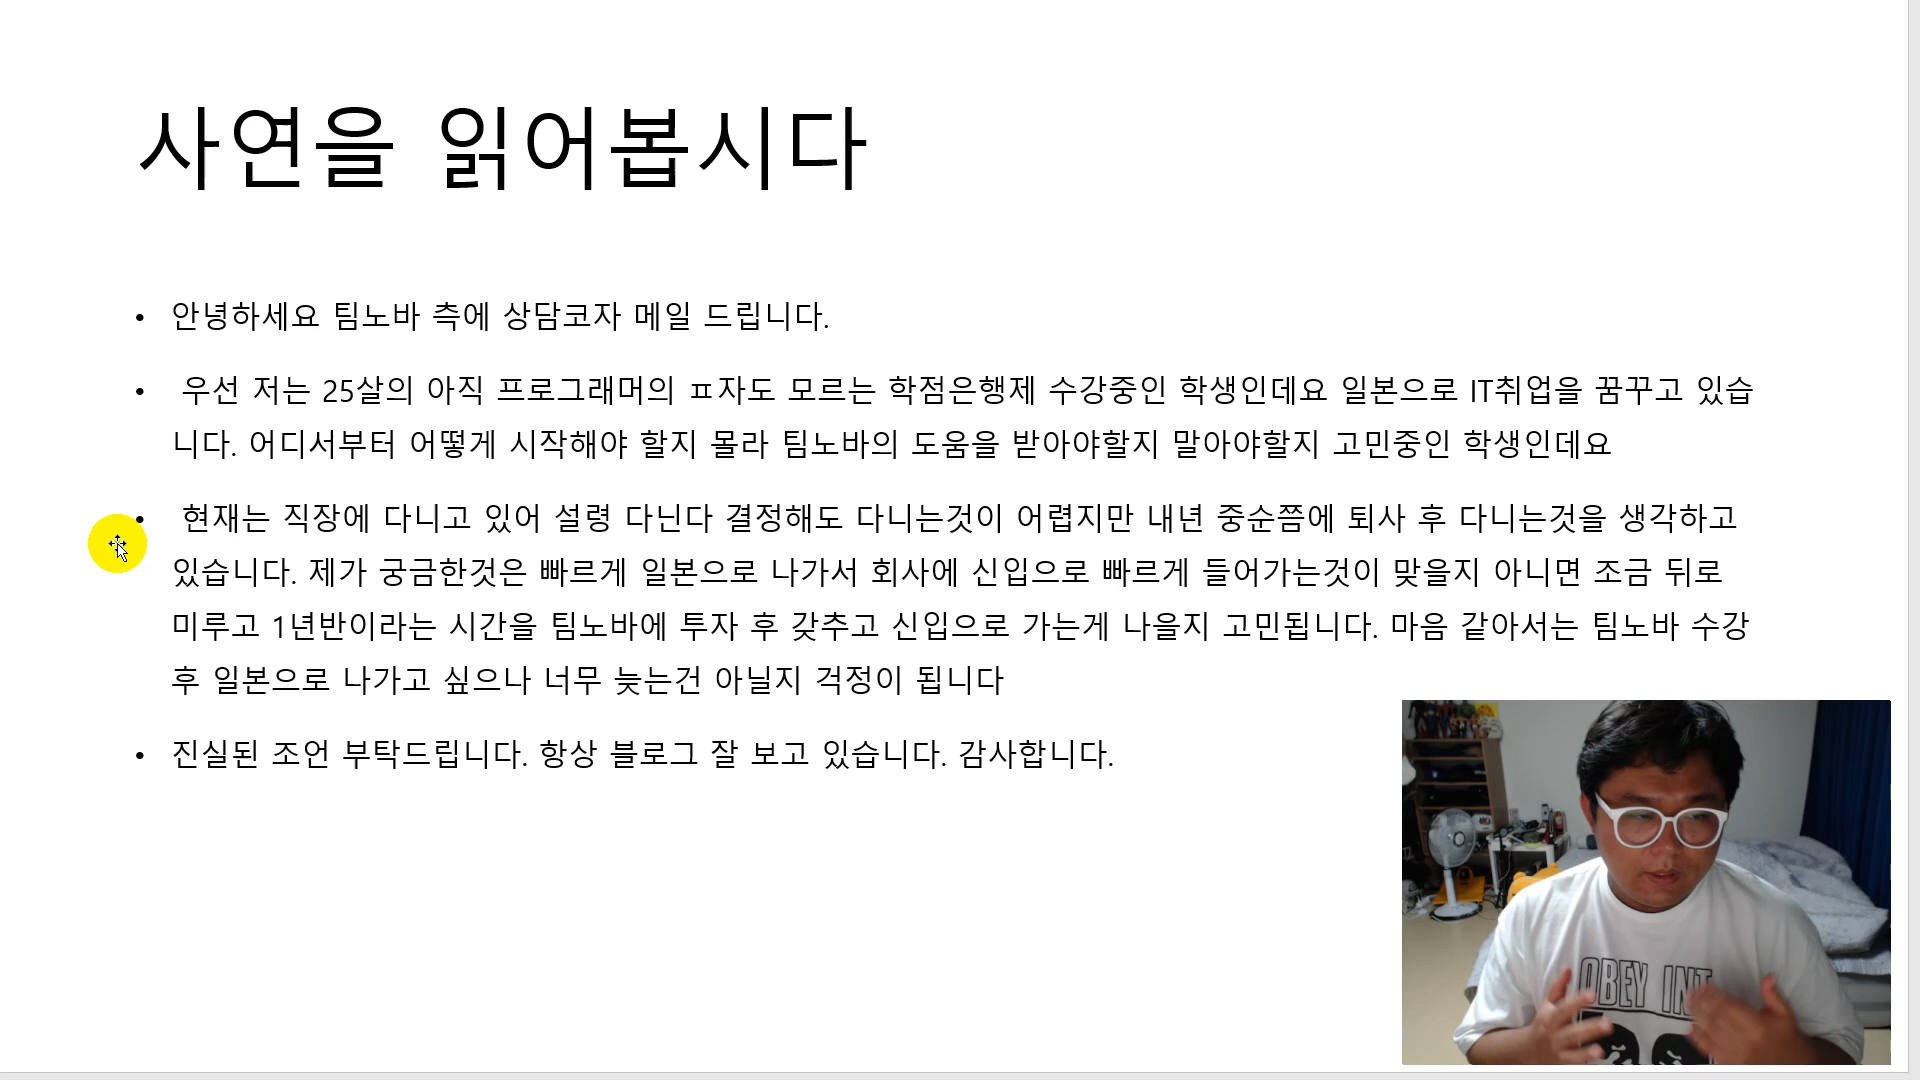 사연을 읽어봅시다
• 안녕하세요 팀노바 측에 상담코자 메일 드립니다.
• 우선 저는 25살의 아직 프로그래머의 ㅍ자도 모르는 학점은행제 수강중인 학생인데요 일본으로 IT취업을 꿈꾸고 있습
니다. 어디서부터 어떻게 시작해야 할지 몰라 팀노바의 도움을 받아야할지 말아야할지 고민중인 학생인데요
• 현재는 직장에 다니고 있어 설령 다닌다 결정해도 다니는것이 어렵지만 내년 중순쯤에 퇴사 후 다니는것을 생각하고
있습니다. 제가 궁금한것은 빠르게 일본으로 나가서 회사에 신입으로 빠르게 들어가는것이 맞을지 아니면 조금 뒤로
미루고 1년반이라는 시간을 팀노바에 투자 후 갖추고 신입으로 가는게 나을지 고민됩니다. 마음 같아서는 팀노바 수강
후 일본으로 나가고 싶으나 너무 늦는건 아닐지 걱정이 됩니다
• 진실된 조언 부탁드립니다. 항상 블로그 잘 보고 있습니다. 감사합니다.
OBEY INT